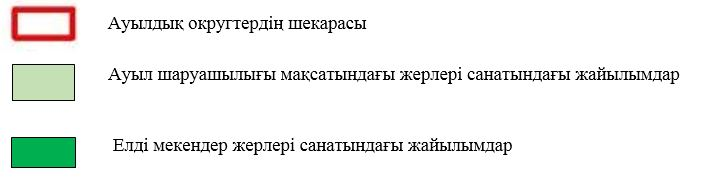 Ауылдық округтердің шекарасы
Ауыл шаруашылығы мақсатындағы жерлері санатындағы жайылымдар
Елді мекендер жерлері санатындағы жайылымдар